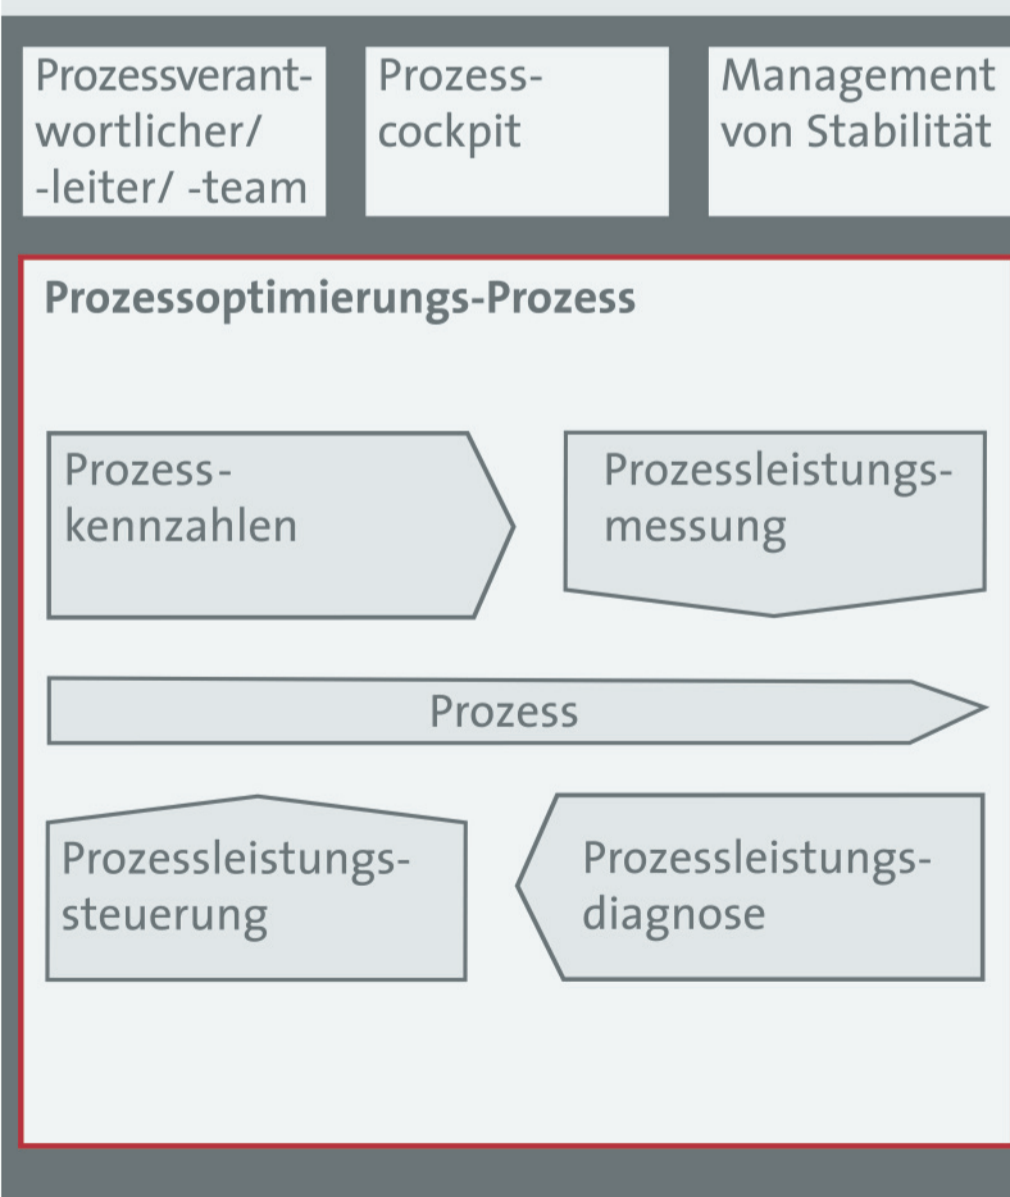 Prozessverant-
wortlicher/
-leiter/ -team
Prozess-
cockpit
Management
von Stabilität
Prozessoptimierungs-Prozess
Prozess-
kennzahlen
Prozessleistungs-
messung
Prozess
Prozessleistungs-
steuerung
Prozessleistungs-
diagnose